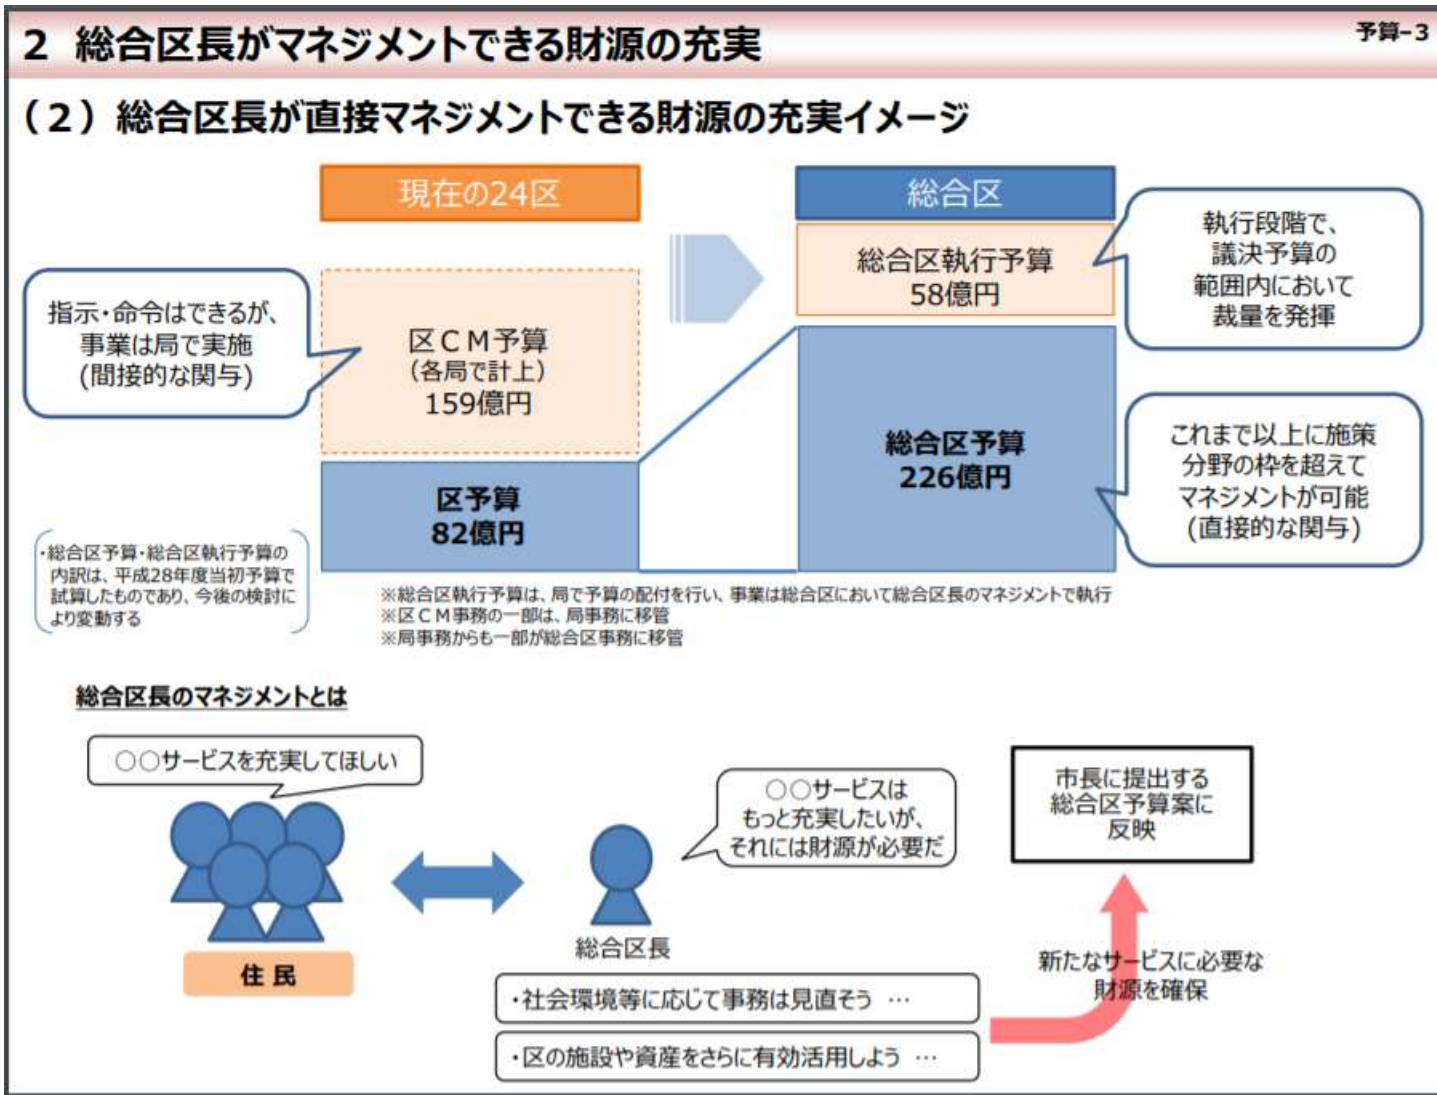 2 総合区長がマネジメントできる財源の充実
予算-3
(2)総合区長が直接マネジメントできる財源の充実イメージ
現在の24区
総合区
指示・命令はできるが、
事業は局で実施
(間接的な関与)
区CM予算
(各局で計上)
159億円
区予算
82億円
総合区執行予算
58億円
総合区予算
226億円
執行段階で、
議決予算の
範囲内において
裁量を発揮
これまで以上に施策
分野の枠を超えて
マネジメントが可能
(直接的な関与)
・総合区予算・総合区執行予算の
内訳は、平成28年度当初予算で
試算したものであり、今後の検討に
より変動する
※総合区執行予算は、局で予算の配付を行い、事業は総合区において総合区長のマネジメントで執行
※区CM事務の一部は、局事務に移管
※局事務からも一部が総合区事務に移管
総合区長のマネジメントとは
○○サービスを充実してほしい
住民
○○サービスは
もっと充実したいが、
それには財源が必要だ
総合区長
・社会環境等に応じて事務は見直そう …
・区の施設や資産をさらに有効活用しよう …
市長に提出する
総合区予算案に
反映
新たなサービスに必要な
財源を確保